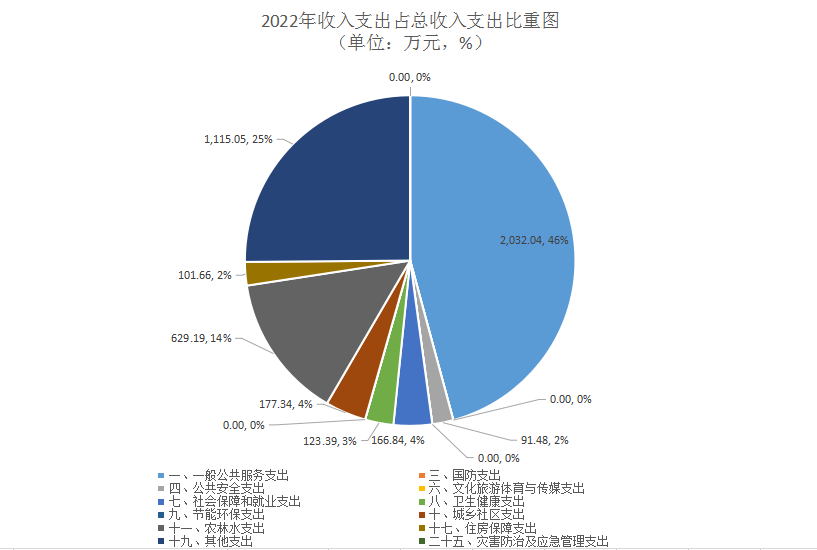 2022年收入支出占总收入支出比重图
（单位：万元，%）
0.00, 0%
1,115.05, 25%
2,032.04, 46%
101.66, 2%
629.19, 14%
177.34, 4%
0.00, 0%
0.00, 0%
123.39, 3%
166.84, 4%
91.48, 2%
0.00, 0%
一、一般公共服务支出
三、国防支出
四、公共安全支出
六、文化旅游体育与传媒支出
七、社会保障和就业支出
八、卫生健康支出
九、节能环保支出
十、城乡社区支出
十一、农林水支出
十七、住房保障支出
十九、其他支出
二十五、灾害防治及应急管理支出